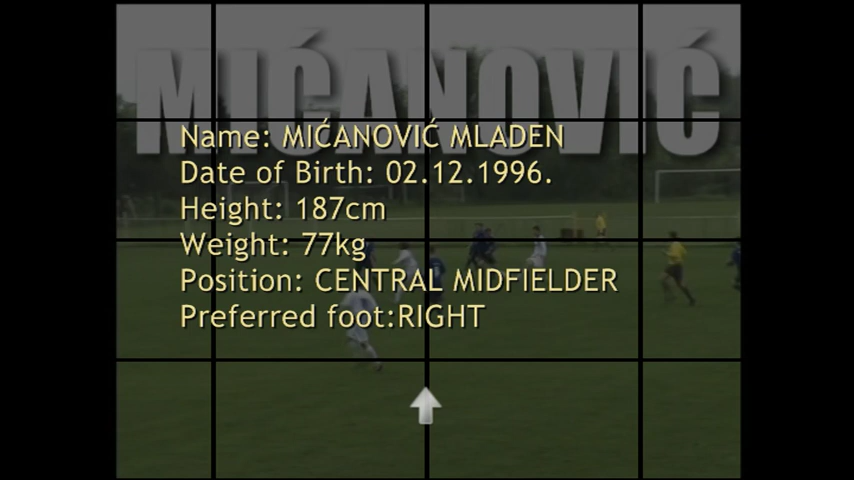 MIĆANOVIĆ
Name: MIĆANOVIĆ MLADEN
Date of Birth: 02.12.1996.
Height: 187cm
Weight: 77kg
Position: CENTRAL MIDFIELDER
Preferred foot:RIGHT